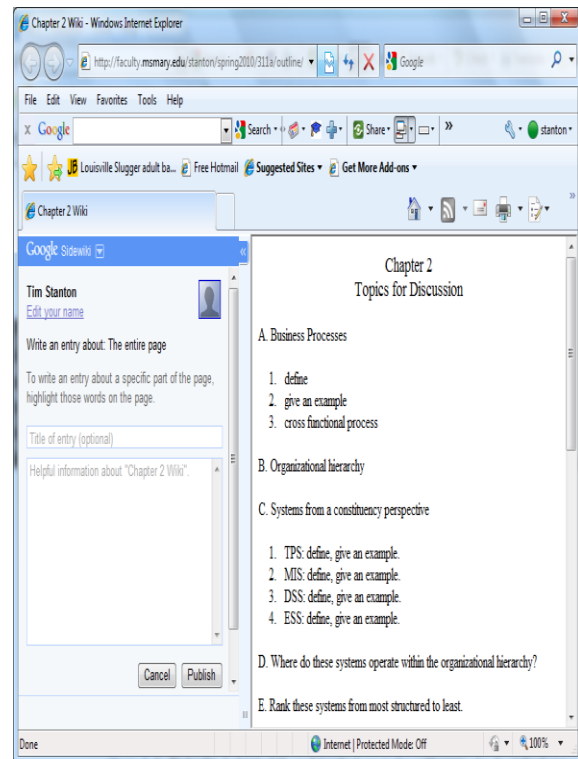 Chapter 2 Wiki - Windows Internet Explorer
http://faculty.msmary.edu/stanton/spring2010/311a/outline/
Google
File Edit View Favorites Tools Help
x Google Search Share » stanton
Louisville Slugger adult ba... Free Hotmail Suggested Sites Get More Add-ons
Chapter 2 Wiki »
Google Sidewiki «
Tim Stanton
Edit your name
Write an entry about: The entire page
To write an entry about a specific part of the page,
highlight those words on the page.
Title of entry (optional)
Helpful information about "Chapter 2 Wiki".
Cancel Publish
Chapter 2
Topics for Discussion
A. Business Processes
1. define
2. give an example
3. cross functional process
B. Organizational hierarchy
C. Systems from a constituency perspective
1. TPS: define, give an example.
2. MIS: define, give an example.
3. DSS: define, give an example.
4. ESS: define, give an example.
D. Where do these systems operate within the organizational hierarchy?
E. Rank these systems from most structured to least.
Done Internet | Protected Mode: Off 100%